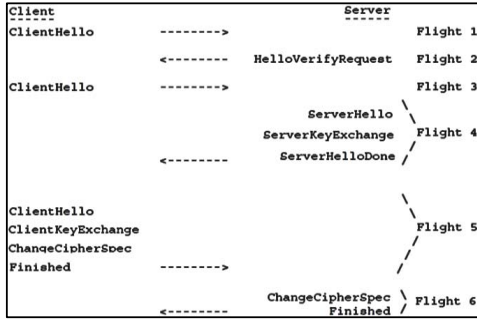 Client Server
ClientHello --------> Flight 1
<-------- HelloVerifyRequest Flight 2
ClientHello --------> Flight 3
ServerHello
ServerKeyExchange Flight 4
<-------- ServerHelloDone
ClientHello
ClientKeyExchange Flight 5
ChangeCipherSpec
Finished -------->
ChangeCipherSpec Flight 6
<-------- Finished